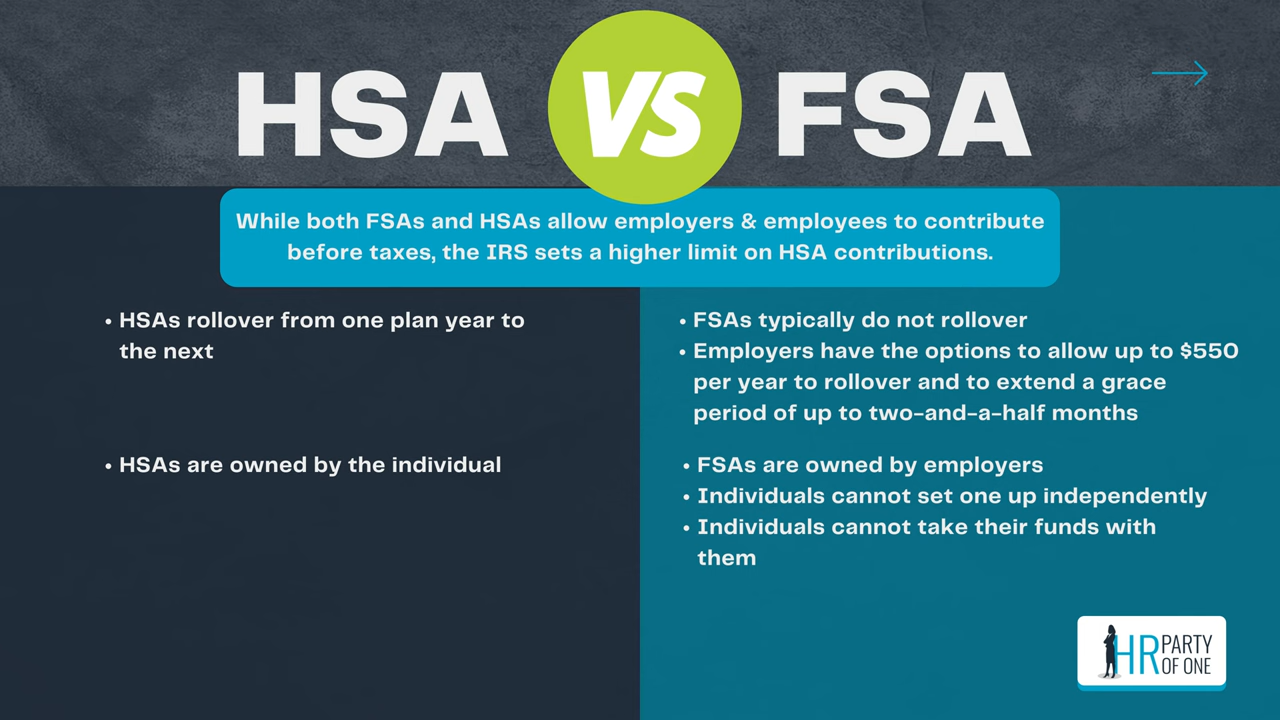 HSA VS FSA
While both FSAs and HSAs allow employers & employees to contribute
before taxes, the IRS sets a higher limit on HSA contributions.
• HSAs rollover from one plan year to
the next
• HSAs are owned by the individual
• FSAs typically do not rollover
• Employers have the options to allow up to $550
per year to rollover and to extend a grace
period of up to two-and-a-half months
• FSAs are owned by employers
• Individuals cannot set one up independently
• Individuals cannot take their funds with
them
HR PARTY
OF ONE